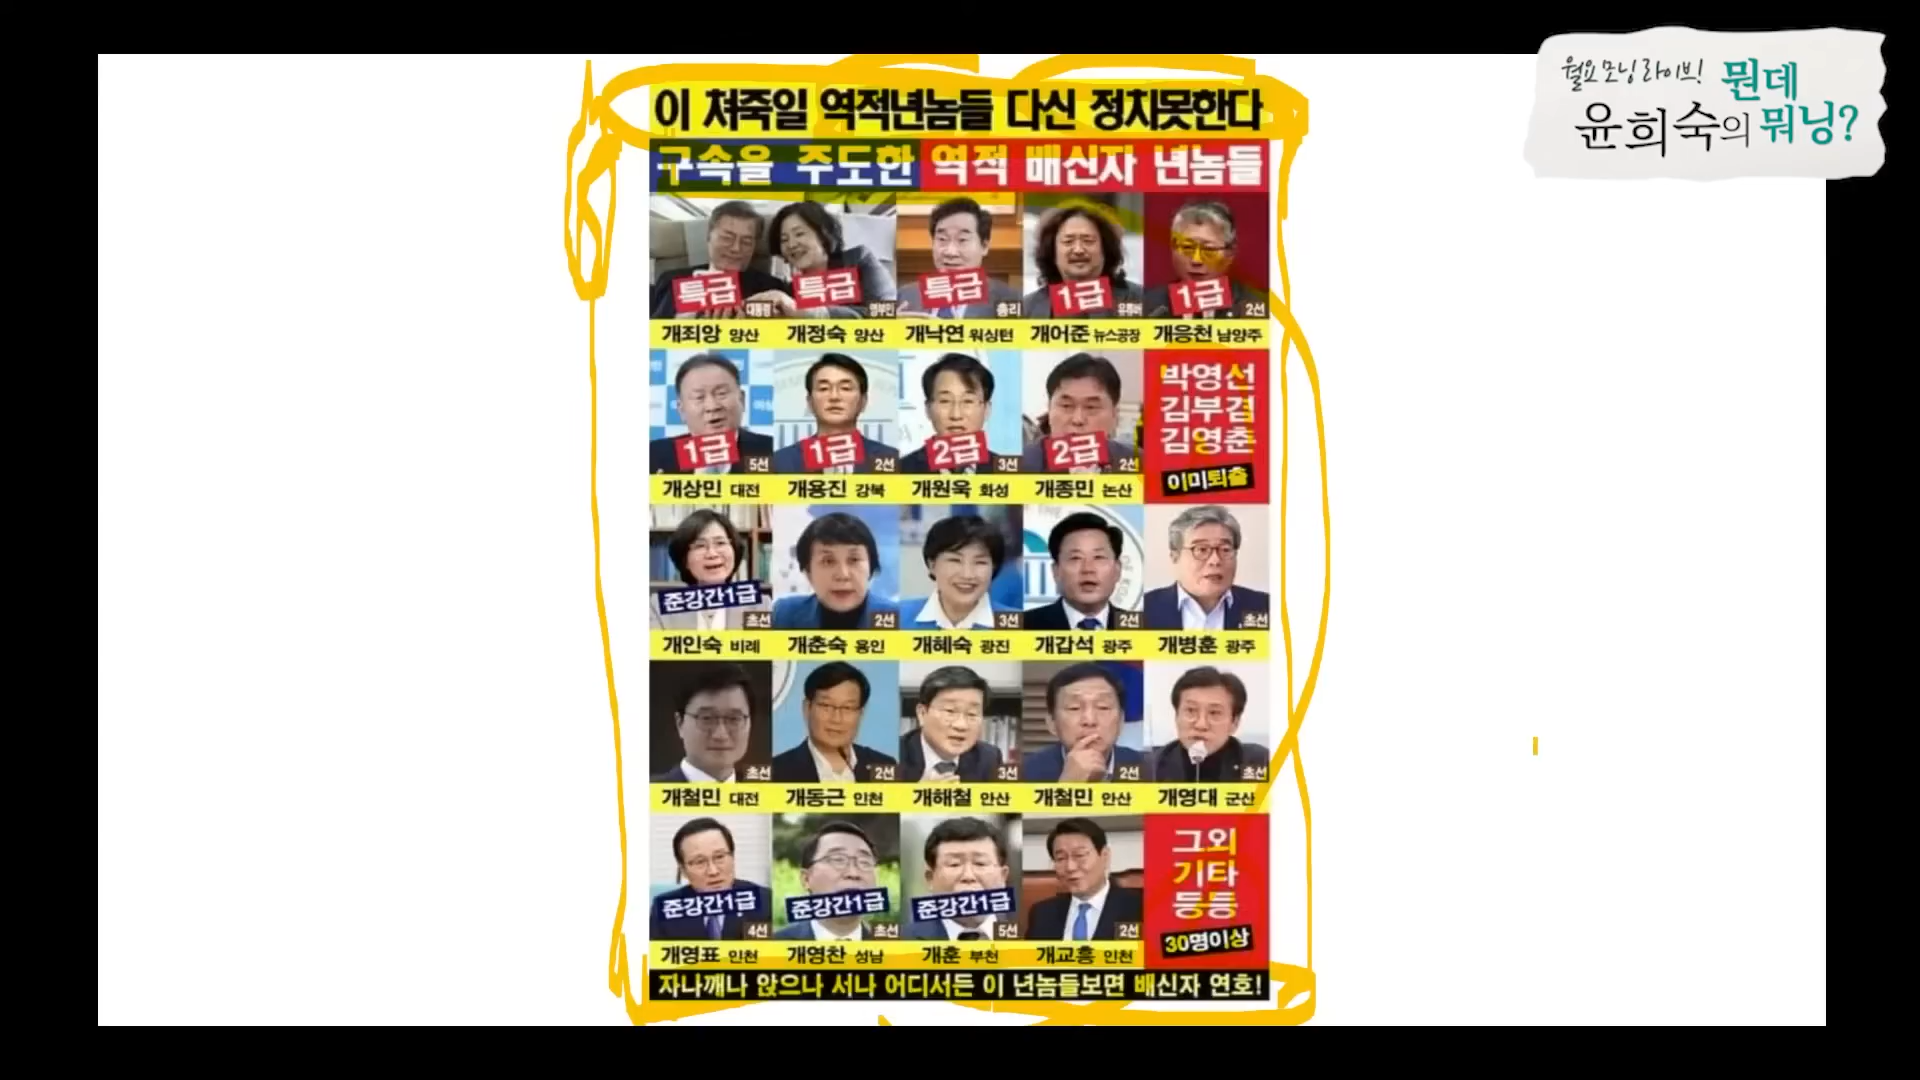 월요모닝라이브!
뭔데
윤희숙의 뭐닝?
이 쳐죽일 역적년놈들 다신 정치못한다
구속을 주도한 역적 배신자 년놈들
특급 특급 특급 1급 1급
대통령 영부인 총리 유튜버 2선
개죄앙 양산 개정숙 양산 개낙연 워싱턴 개어준 뉴스공장 개응천 남양주
1급 1급 2급 2급
5선 2선 3선 2선
개상민 대전 개용진 강북 개원욱 화성 개종민 논산
박영선
김부겸
김영춘
이미퇴출
준강간1급
초선 2선 3선 2선 초선
개인숙 비례 개춘숙 용인 개혜숙 광진 개갑석 광주 개병훈 광주
초선 2선 3선 2선 초선
개철민 대전 개동근 인천 개해철 안산 개철민 안산 개영대 군산
준강간1급 준강간1급 준강간1급
4선 초선 5선 2선
개영표 인천 개영찬 성남 개훈 부천 개교흥 인천
그외
기타
등등
30명이상
자나깨나 앉으나 서나 어디서든 이 년놈들보면 배신자 연호!